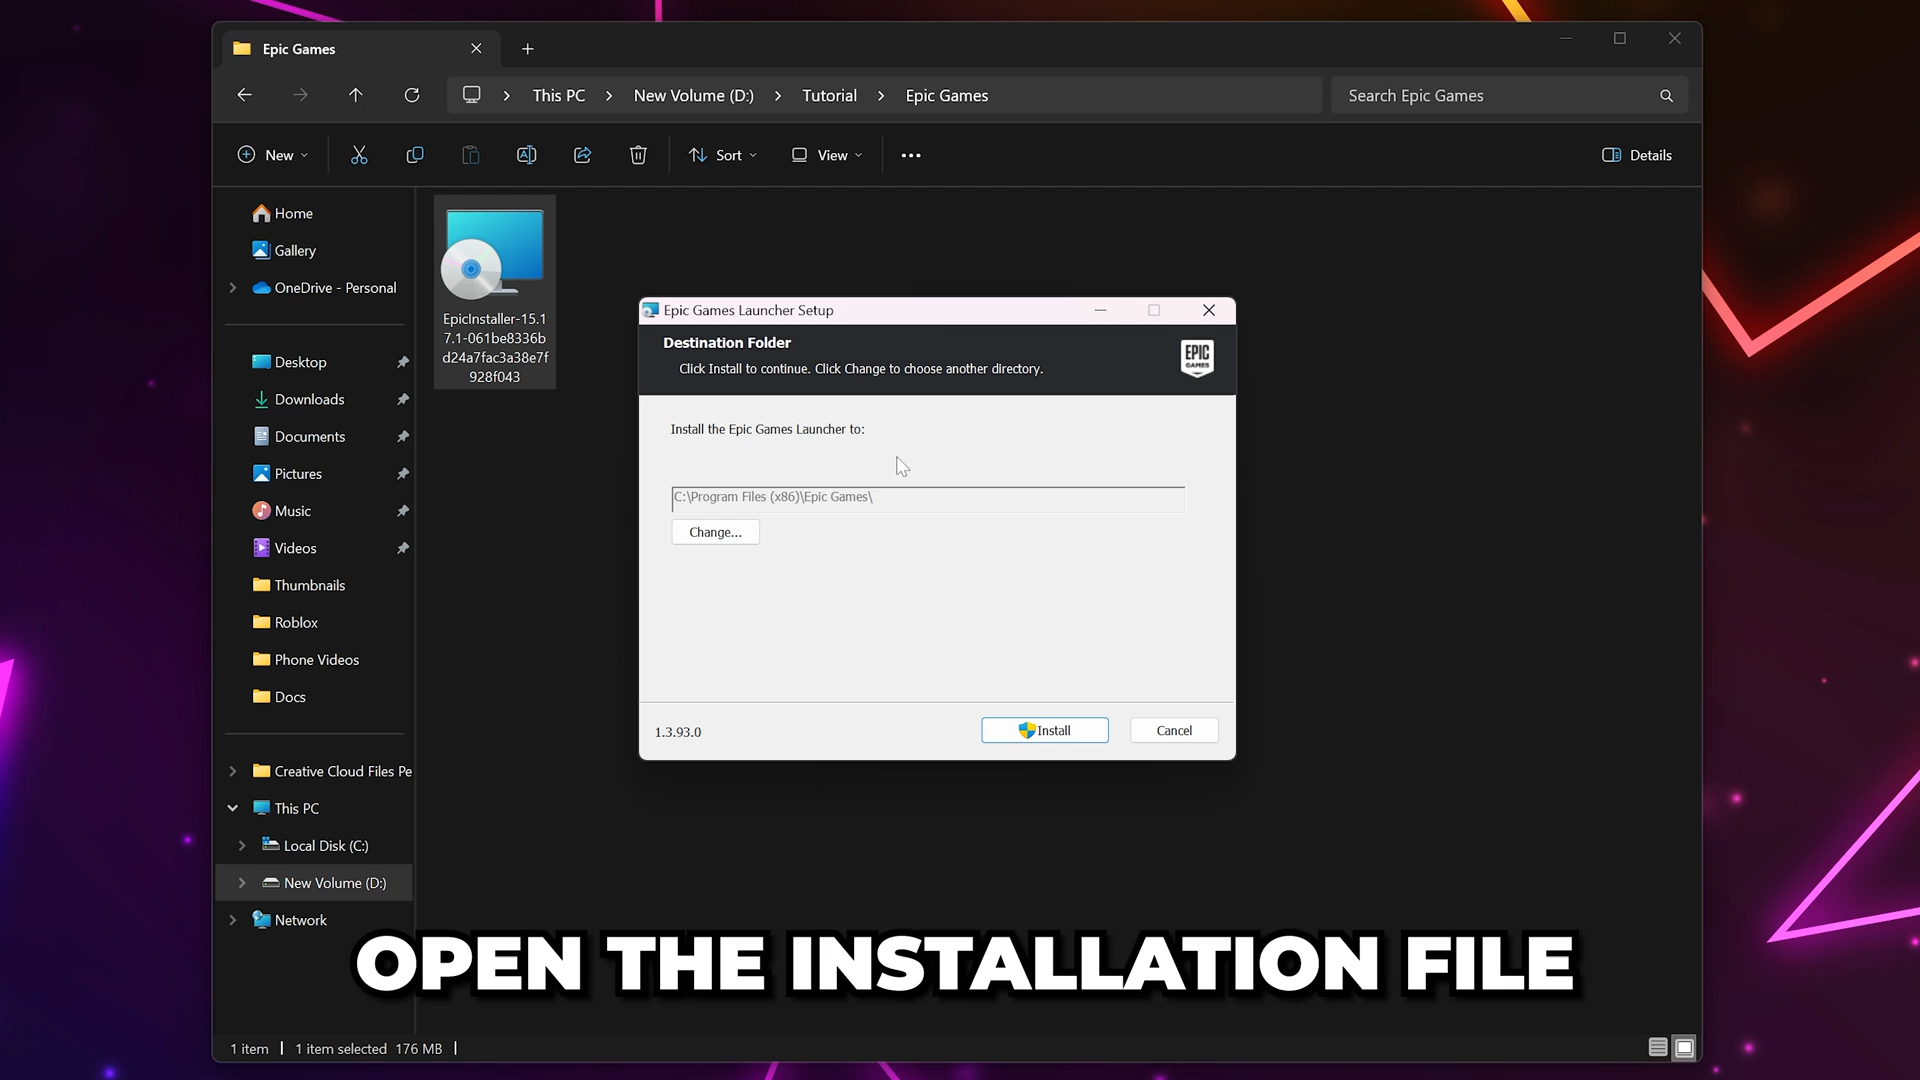 Epic Games
This PC
New Volume (D:)
Tutorial
Epic Games
Search Epic Games
New
Sort
View
Details
Home
Gallery
OneDrive - Personal
Desktop
Downloads
Documents
Pictures
Music
Videos
Thumbnails
Roblox
Phone Videos
Docs
Creative Cloud Files Pe
This PC
Local Disk (C:)
New Volume (D:)
Network
EpicInstaller-15.1
7.1-061be8336b
d24a7fac3a38e7f
928f043
Epic Games Launcher Setup
Destination Folder
Click Install to continue. Click Change to choose another directory.
EPIC
GAMES
Install the Epic Games Launcher to:
C:\Program Files (x86)\Epic Games\
Change...
1.3.93.0
Install
Cancel
OPEN THE INSTALLATION FILE
1 item
1 item selected 176 MB